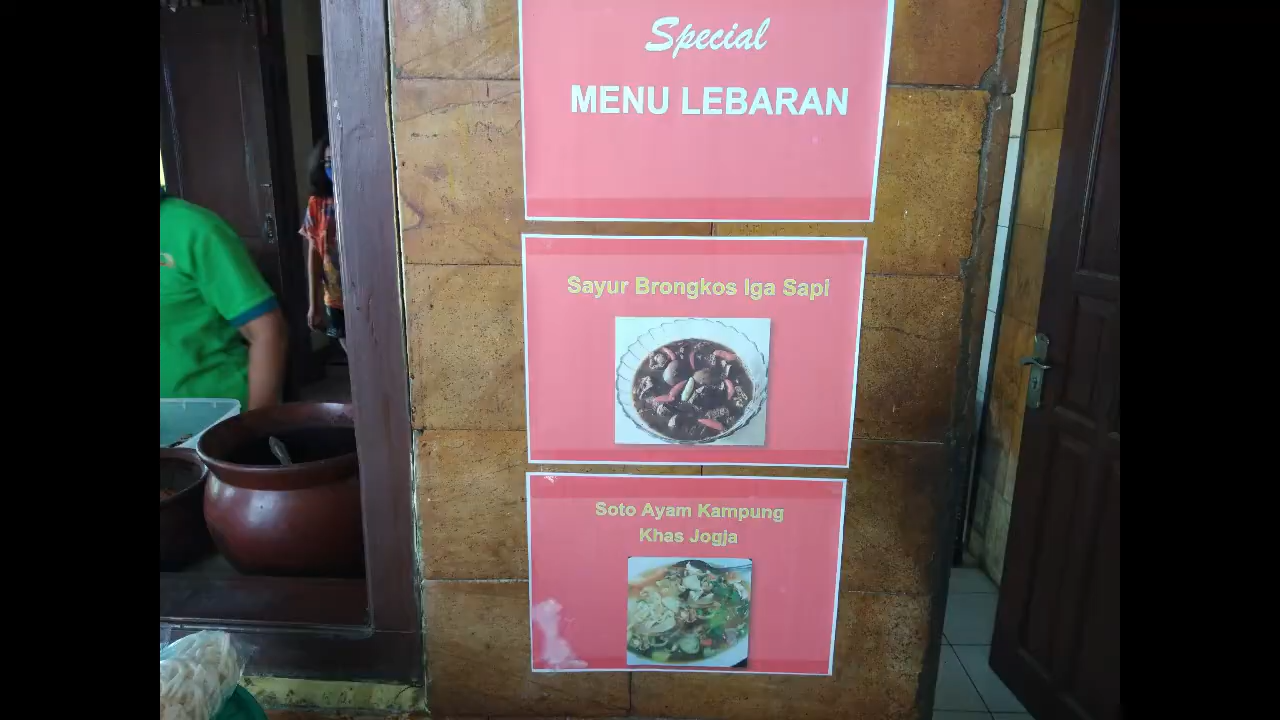 Special
MENU LEBARAN
Sayur Brongkos Iga Sapi
Soto Ayam Kampung
Khas Jogja